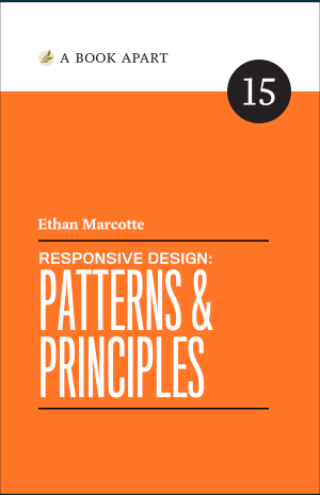 A BOOK APART
15
Ethan Marcotte
RESPONSIVE DESIGN:
PATTERNS &
PRINCIPLES